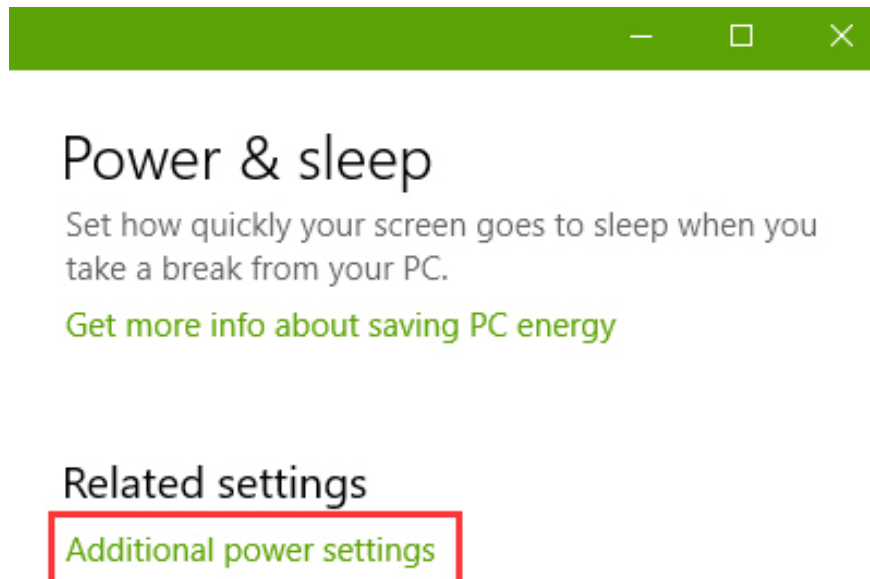 Power & sleep
Set how quickly your screen goes to sleep when you
take a break from your PC.
Get more info about saving PC energy
Related settings
Additional power settings